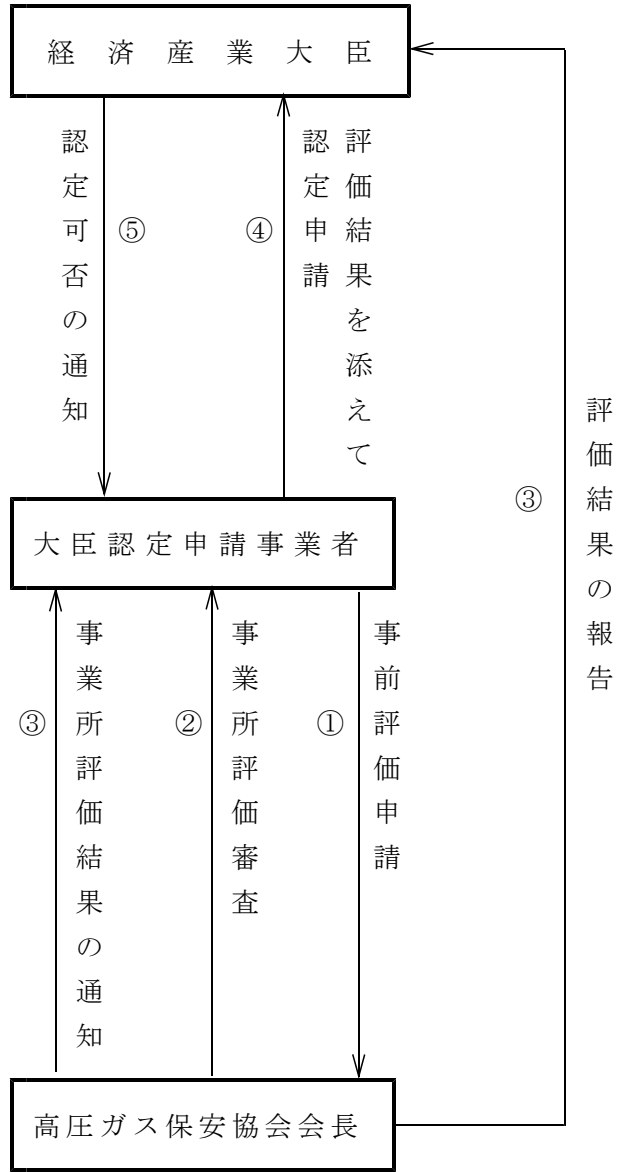 経済産業大臣
評価結果を添えて
認定申請
④
⑤
認定可否の通知
評価結果の報告
③
大臣認定申請事業者
事前評価申請
①
事業所評価審査
②
事業所評価結果の通知
③
高圧ガス保安協会会長